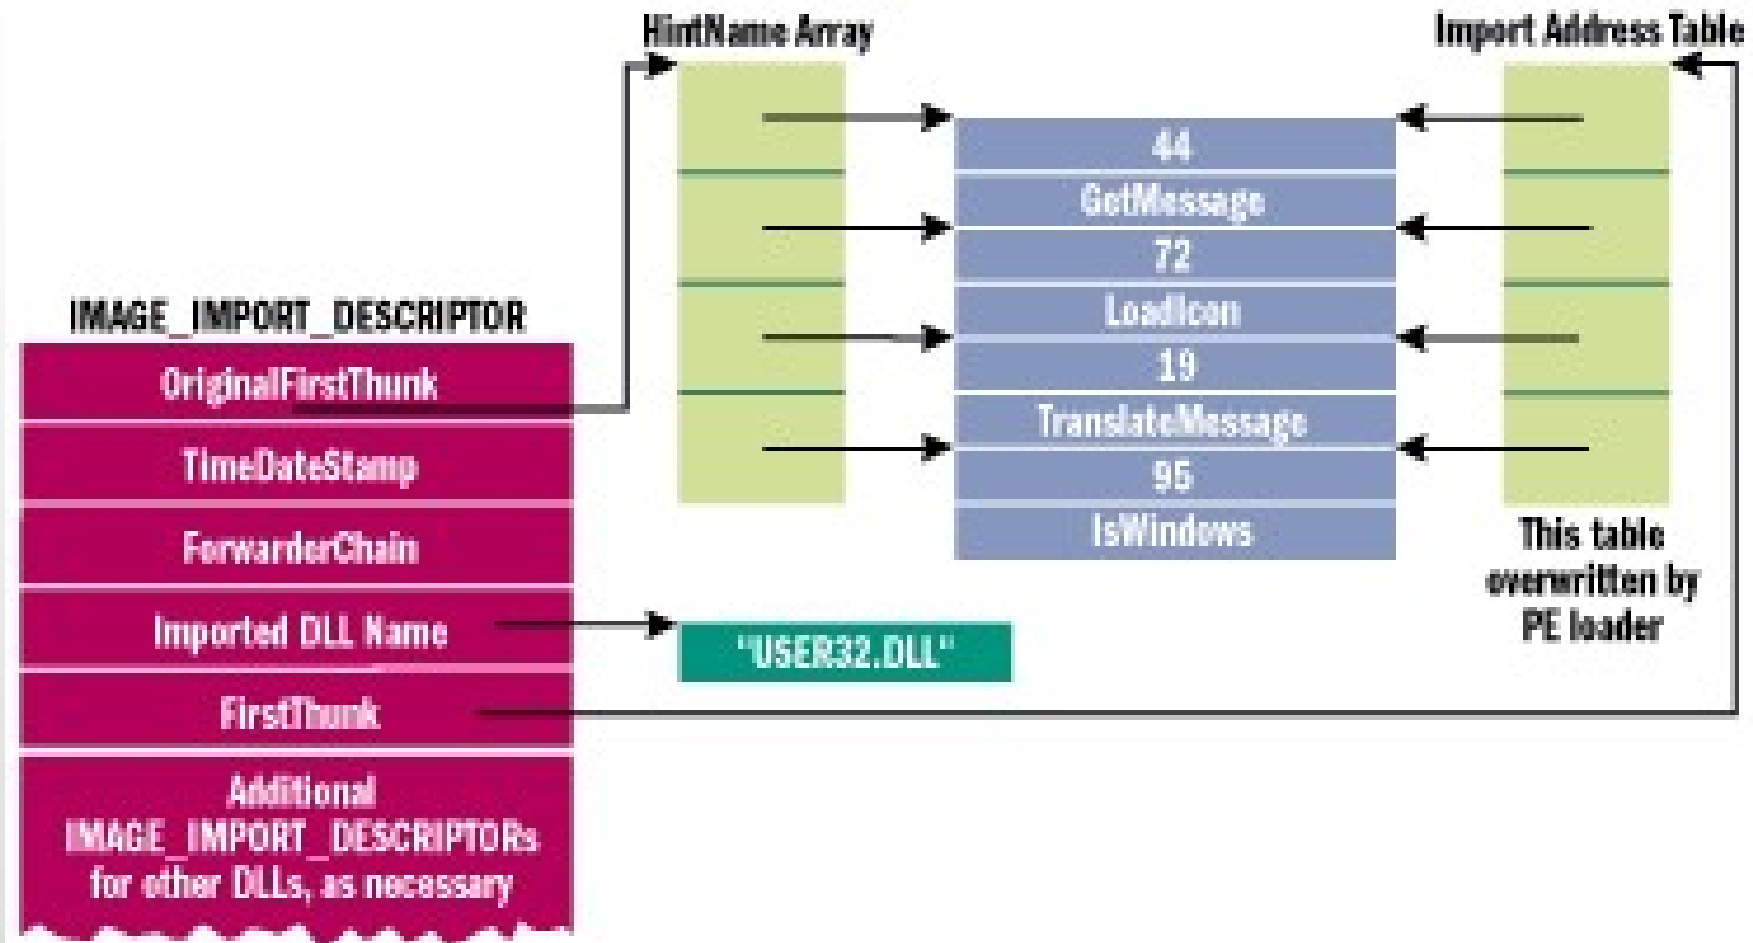 HintName Array
Import Address Table
44
GetMessage
72
LoadIcon
19
TranslateMessage
95
IsWindows
This table
overwritten by
PE loader
IMAGE_IMPORT_DESCRIPTOR
OriginalFirstThunk
TimeDateStamp
ForwarderChain
Imported DLL Name
"USER32.DLL"
FirstThunk
Additional
IMAGE_IMPORT_DESCRIPTORs
for other DLLs, as necessary